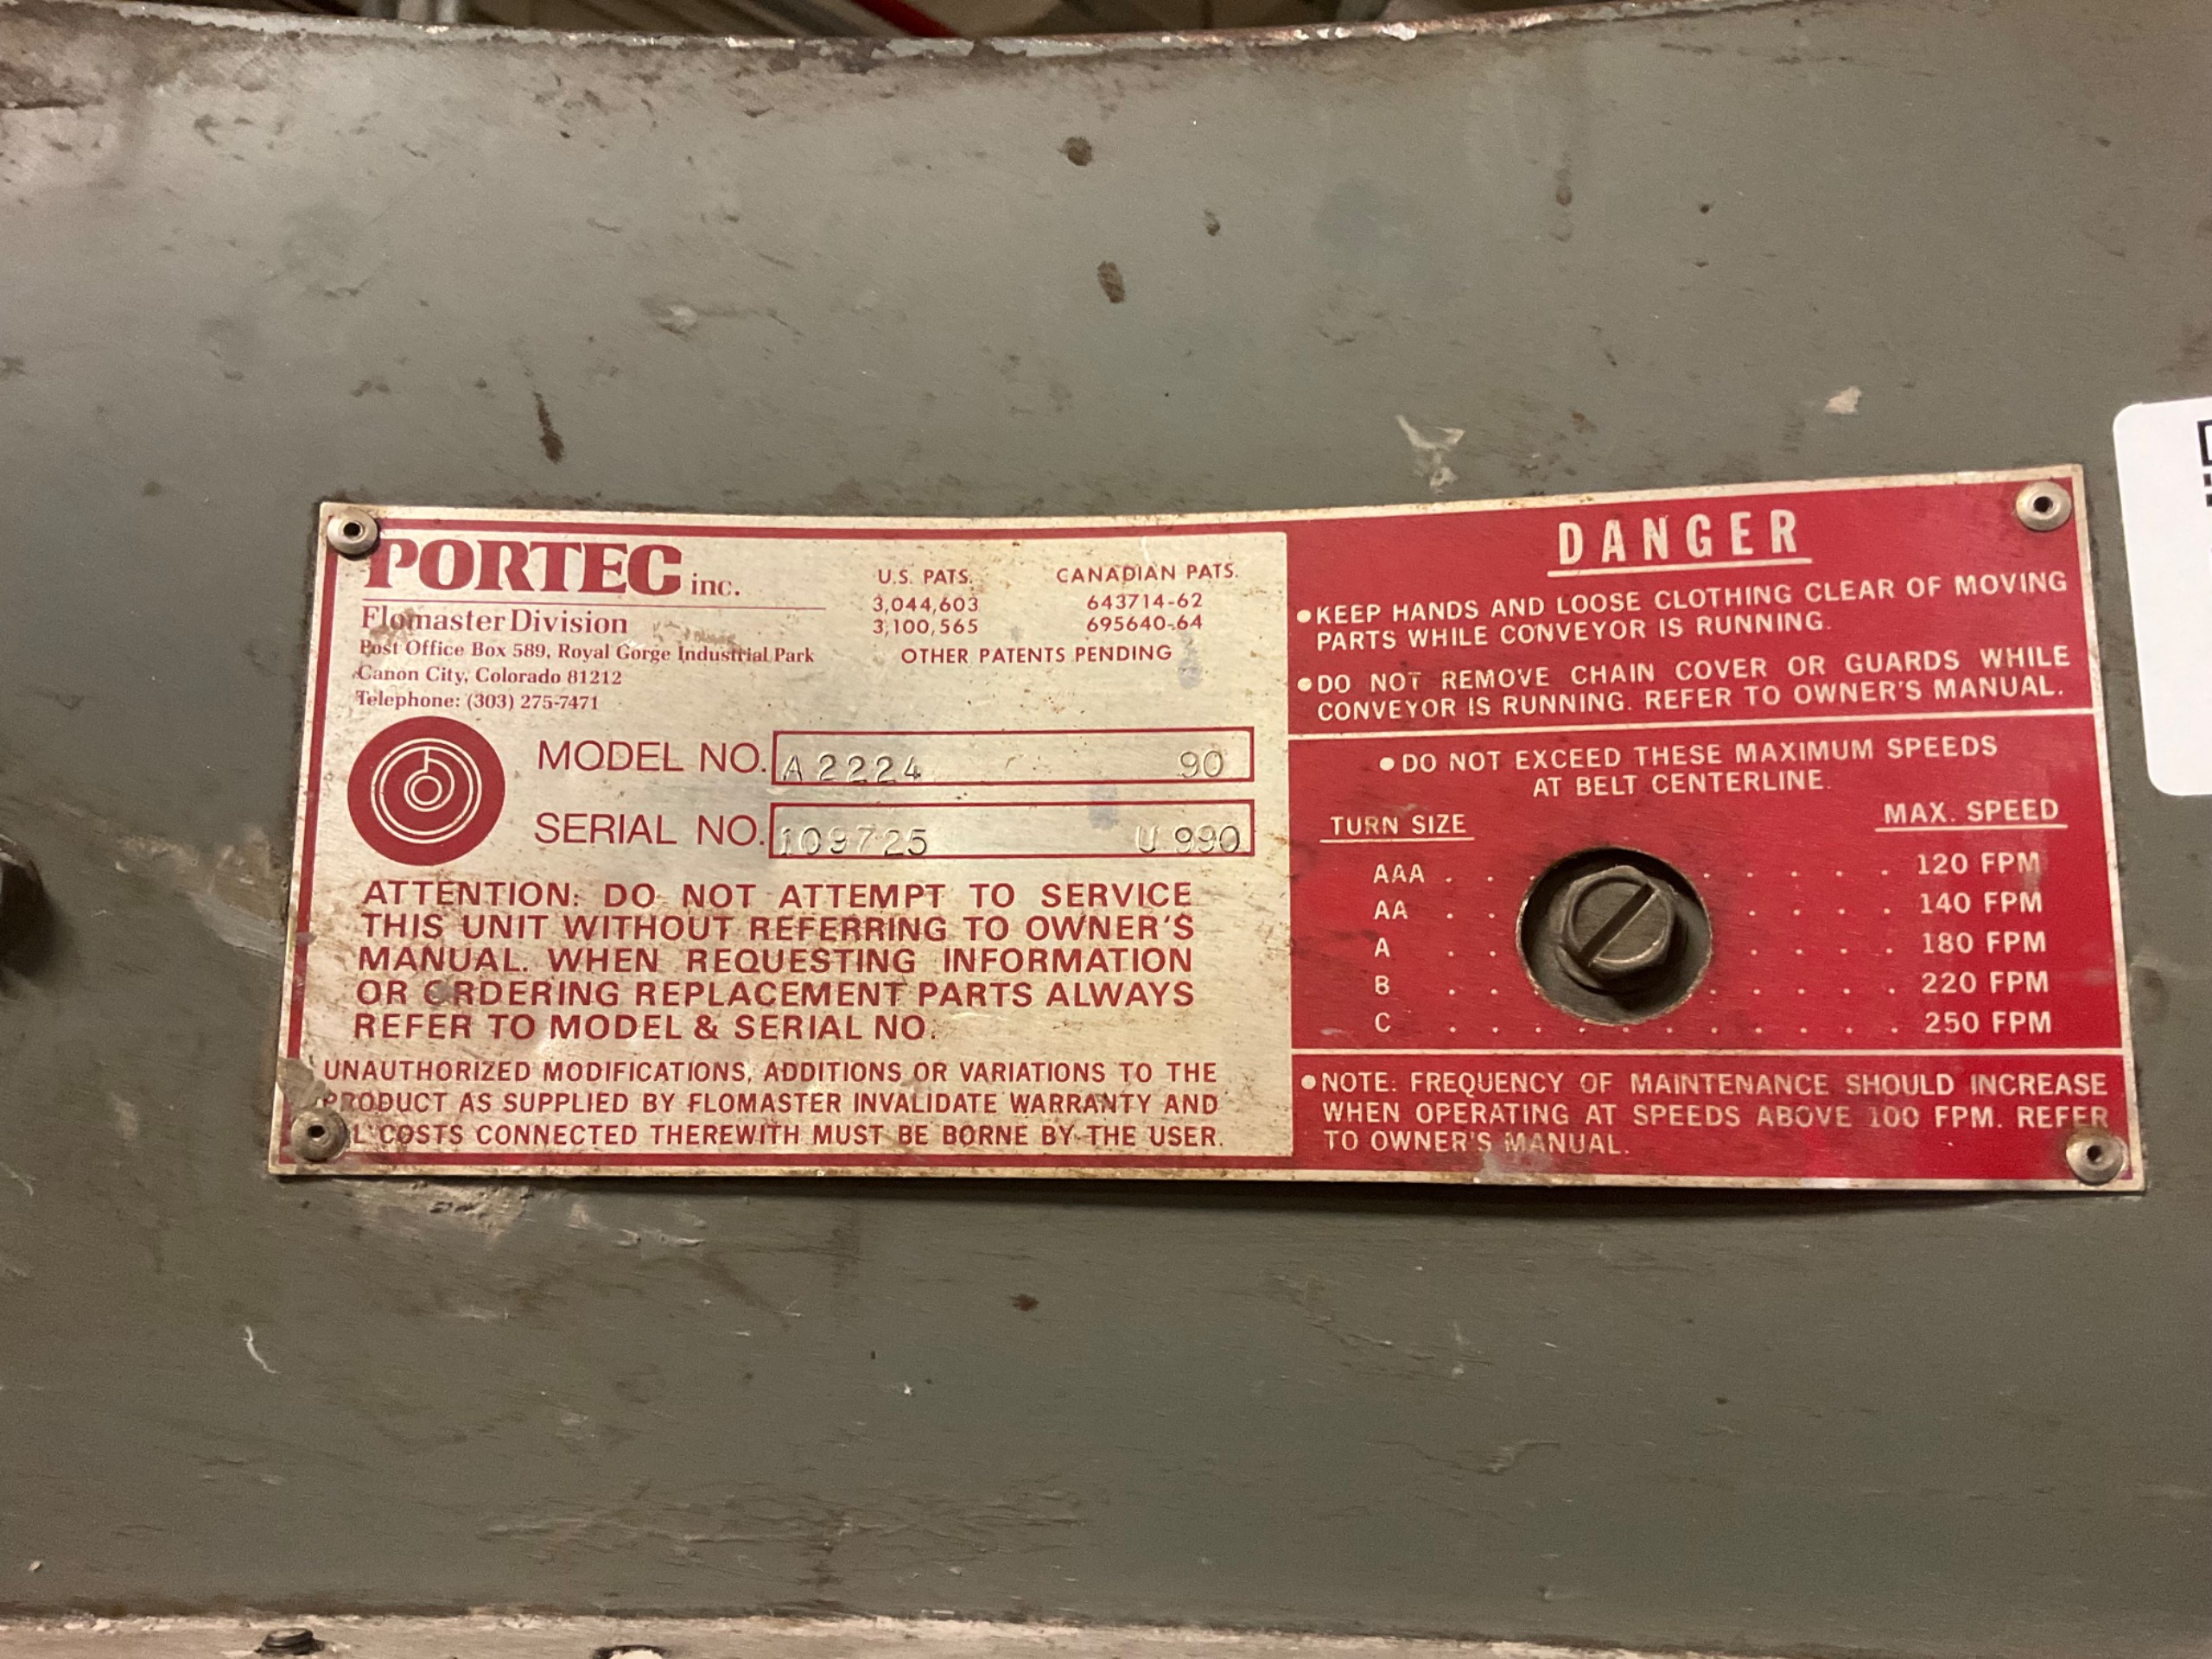 PORTEC inc.
Flomaster Division
Post Office Box 589, Royal Gorge Industrial Park
Canon City, Colorado 81212
Telephone: (303) 275-7471
U.S. PATS.
3,044,603
3,100,565
CANADIAN PATS.
643714-62
695640-64
OTHER PATENTS PENDING
MODEL NO. A2224 90
SERIAL NO. 109725 U 990
ATTENTION: DO NOT ATTEMPT TO SERVICE
THIS UNIT WITHOUT REFERRING TO OWNER'S
MANUAL. WHEN REQUESTING INFORMATION
OR ORDERING REPLACEMENT PARTS ALWAYS
REFER TO MODEL & SERIAL NO.
UNAUTHORIZED MODIFICATIONS, ADDITIONS OR VARIATIONS TO THE
PRODUCT AS SUPPLIED BY FLOMASTER INVALIDATE WARRANTY AND
COSTS CONNECTED THEREWITH MUST BE BORNE BY THE USER.
DANGER
•KEEP HANDS AND LOOSE CLOTHING CLEAR OF MOVING
PARTS WHILE CONVEYOR IS RUNNING.
•DO NOT REMOVE CHAIN COVER OR GUARDS WHILE
CONVEYOR IS RUNNING. REFER TO OWNER'S MANUAL.
•DO NOT EXCEED THESE MAXIMUM SPEEDS
AT BELT CENTERLINE.
TURN SIZE MAX. SPEED
AAA 120 FPM
AA 140 FPM
A 180 FPM
B 220 FPM
C 250 FPM
•NOTE: FREQUENCY OF MAINTENANCE SHOULD INCREASE
WHEN OPERATING AT SPEEDS ABOVE 100 FPM. REFER
TO OWNER'S MANUAL.